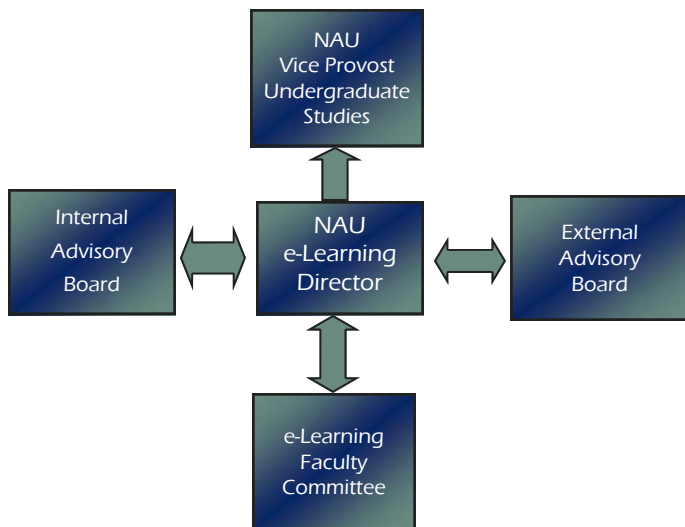 NAU
Vice Provost
Undergraduate
Studies
Internal
Advisory
Board
NAU
e-Learning
Director
External
Advisory
Board
e-Learning
Faculty
Committee